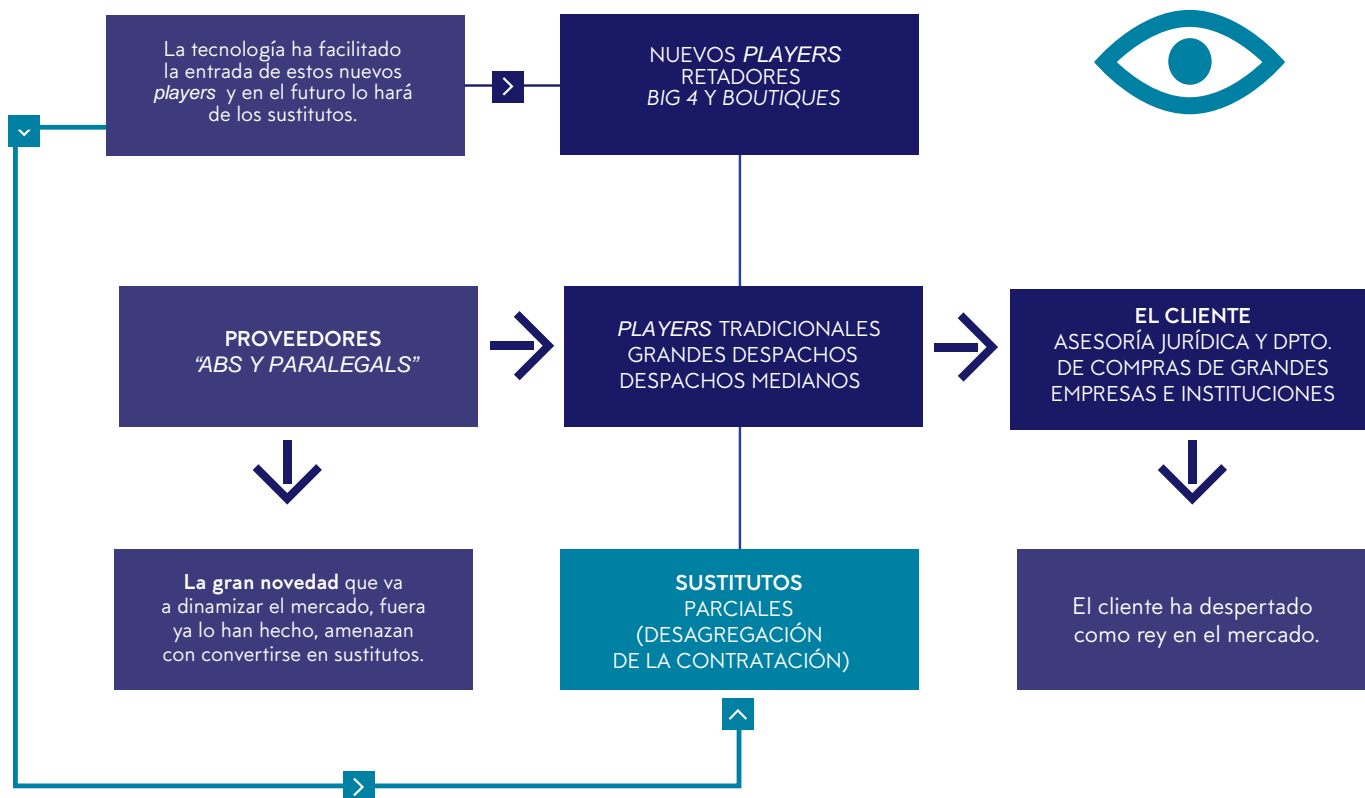 La tecnología ha facilitado
la entrada de estos nuevos
players y en el futuro lo hará
de los sustitutos.
NUEVOS PLAYERS
RETADORES
BIG 4 Y BOUTIQUES
PROVEEDORES
“ABS Y PARALEGALS”
PLAYERS TRADICIONALES
GRANDES DESPACHOS
DESPACHOS MEDIANOS
EL CLIENTE
ASESORÍA JURÍDICA Y DPTO.
DE COMPRAS DE GRANDES
EMPRESAS E INSTITUCIONES
La gran novedad que va
a dinamizar el mercado, fuera
ya lo han hecho, amenazan
con convertirse en sustitutos.
SUSTITUTOS
PARCIALES
(DESAGREGACIÓN
DE LA CONTRATACIÓN)
El cliente ha despertado
como rey en el mercado.